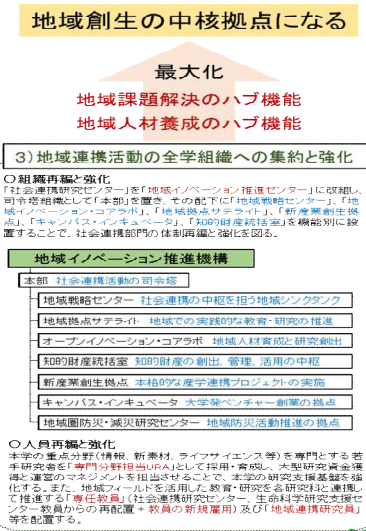 地域創生の中核拠点になる
最大化
地域課題解決のハブ機能
地域人材養成のハブ機能
3）地域連携活動の全学組織への集約と強化
〇組織再編と強化
「社会連携研究センター」を「地域イノベーション推進センター」に改組し、
司令塔組織として「本部」を置き、その配下に「地域戦略センター」、「地
域イノベーション・コアラボ」、「地域拠点サテライト」、「新産業創生拠
点」、「キャンパス・インキュベータ」、「知的財産統括室」を機能別に設
置することで、社会連携部門の体制再編と強化を図る。
地域イノベーション推進機構
本部 社会連携活動の司令塔
地域戦略センター 社会連携の中枢を担う地域シンクタンク
地域拠点サテライト 地域での実践的な教育・研究の推進
オープンイノベーション・コアラボ 地域人材育成と研究創出
知的財産統括室 知的財産の創出、管理、活用の中枢
新産業創生拠点 本格的な産学連携プロジェクトの実施
キャンパス・インキュベータ 大学発ベンチャー創業の拠点
地域圏防災・減災研究センター 地域防災活動推進の拠点
〇人員再編と強化
本学の重点分野（情報、新素材、ライフサイエンス等）を専門とする若
手研究者を「専門分野担当URA」として採用・育成し、大型研究資金獲
得と運営のマネジメントを担当させることで、本学の研究支援基盤を強
化する。また、地域フィールドを活用した教育・研究を各研究科と連携し
て推進する「専任教員」（社会連携研究センター、生命科学研究支援セ
ンター教員からの再配置＋教員の新規雇用）及び「地域連携研究員」
等を配置する。